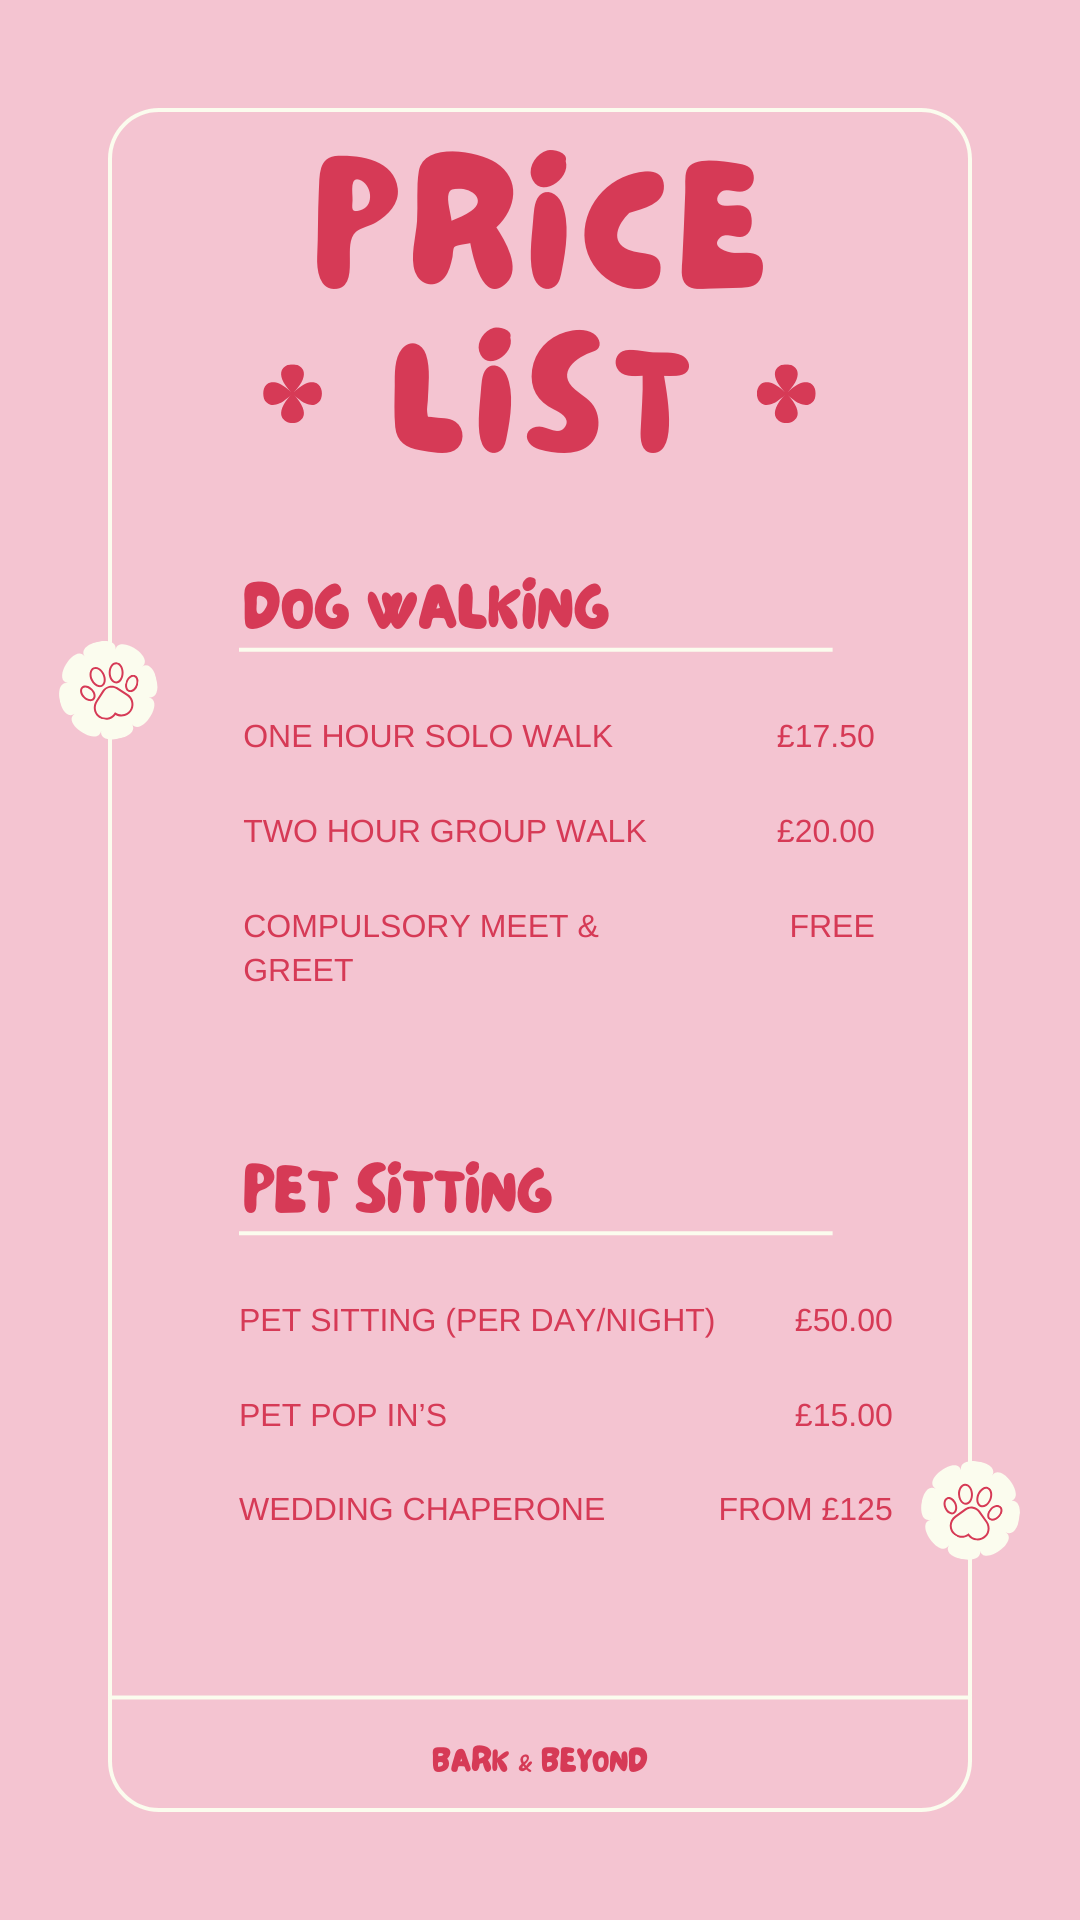 PRiCE
LiST
DOG WALKiNG
ONE HOUR SOLO WALK £17.50
TWO HOUR GROUP WALK £20.00
COMPULSORY MEET & FREE
GREET
PET SiTTiNG
PET SITTING (PER DAY/NIGHT) £50.00
PET POP IN’S £15.00
WEDDING CHAPERONE FROM £125
BARK & BEYOND